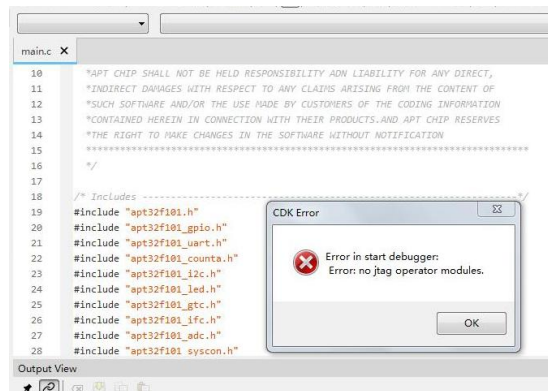 main.c X
10 *APT CHIP SHALL NOT BE HELD RESPONSIBILITY ADN LIABILITY FOR ANY DIRECT,
11 *INDIRECT DAMAGES WITH RESPECT TO ANY CLAIMS ARISING FROM THE CONTENT OF
12 *SUCH SOFTWARE AND/OR THE USE MADE BY CUSTOMERS OF THE CODING INFORMATION
13 *CONTAINED HEREIN IN CONNECTION WITH THEIR PRODUCTS.AND APT CHIP RESERVES
14 *THE RIGHT TO MAKE CHANGES IN THE SOFTWARE WITHOUT NOTIFICATION
15 ******************************************************************************
16 */
17
18 /* Includes ------------------------------------------------------------------*/
19 #include "apt32f101.h"
20 #include "apt32f101_gpio.h"
21 #include "apt32f101_uart.h"
22 #include "apt32f101_counta.h"
23 #include "apt32f101_i2c.h"
24 #include "apt32f101_led.h"
25 #include "apt32f101_gtc.h"
26 #include "apt32f101_ifc.h"
27 #include "apt32f101_adc.h"
28 #include "apt32f101_syscon.h"
CDK Error
Error in start debugger:
Error: no jtag operator modules.
OK
Output View